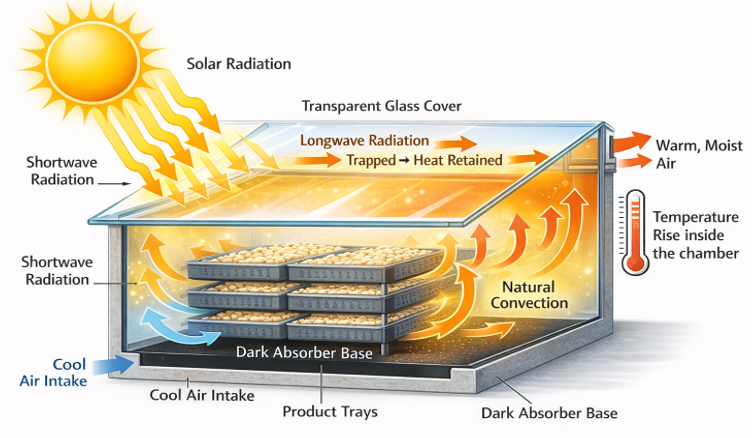 Solar Radiation
Transparent Glass Cover
Longwave Radiation
Trapped → Heat Retained
Warm, Moist
Air
Shortwave
Radiation
Temperature
Rise inside
the chamber
Shortwave
Radiation
Natural
Convection
Dark Absorber Base
Cool
Air Intake
Cool Air Intake
Product Trays
Dark Absorber Base